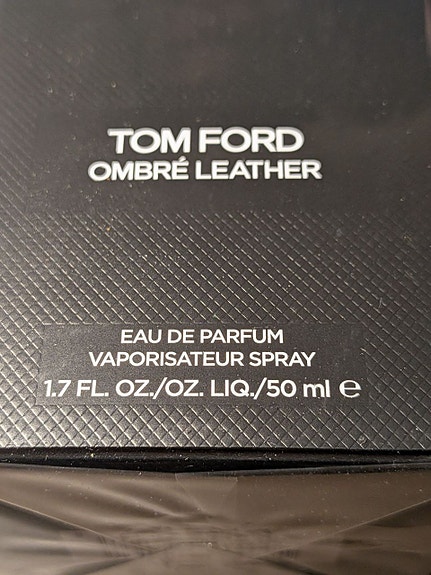 TOM FORD
OMBRÉ LEATHER
EAU DE PARFUM
VAPORISATEUR SPRAY
1.7 FL. OZ./OZ. LIQ./50 ml ℮